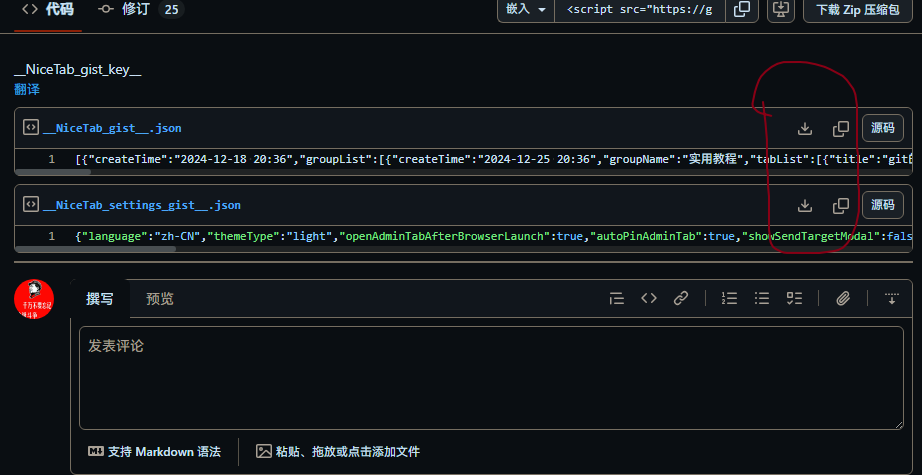 代码 修订 25 嵌入 <script src="https://g 下载 Zip 压缩包
__NiceTab_gist_key__
翻译
__NiceTab_gist__.json 源码
1 [{"createTime":"2024-12-18 20:36","groupList":[{"createTime":"2024-12-25 20:36","groupName":"实用教程","tabList":[{"title":"git的
__NiceTab_settings_gist__.json 源码
1 {"language":"zh-CN","themeType":"light","openAdminTabAfterBrowserLaunch":true,"autoPinAdminTab":true,"showSendTargetModal":fals
千万不要忘记
撰写 预览
发表评论
支持 Markdown 语法 粘贴、拖放或点击添加文件